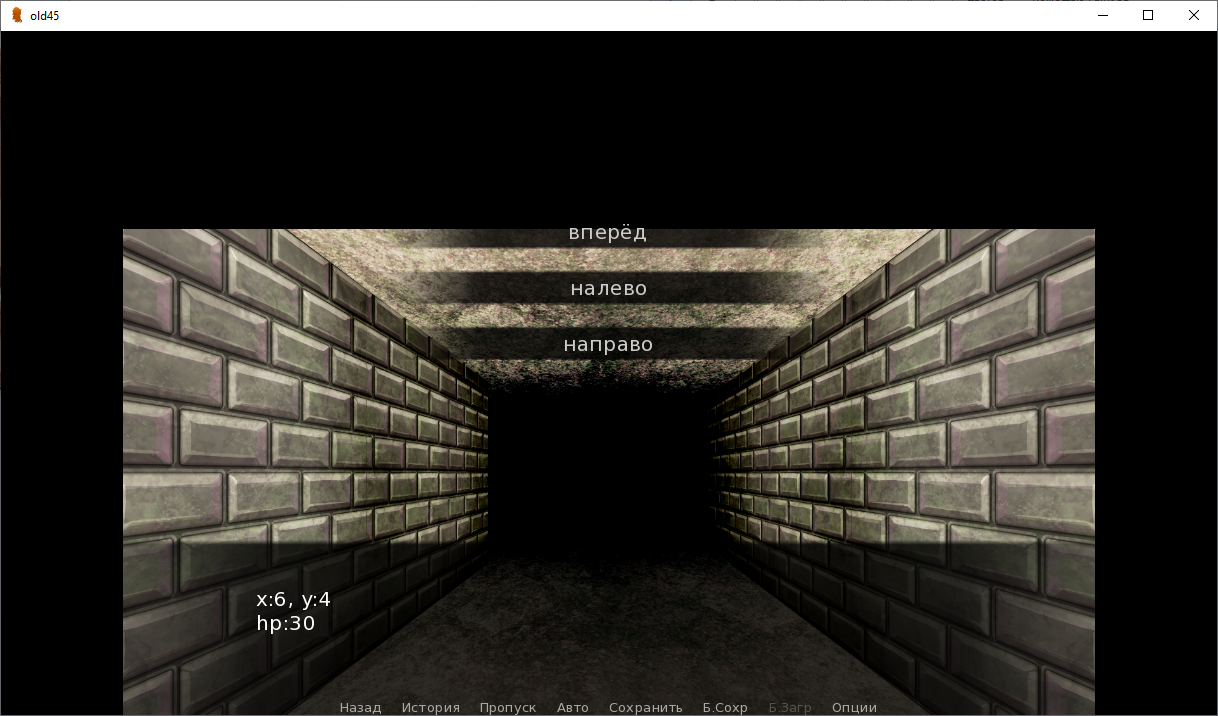 old45
вперёд
налево
направо
x:6, y:4
hp:30
Назад История Пропуск Авто Сохранить Б.Сохр Б.Загр Опции